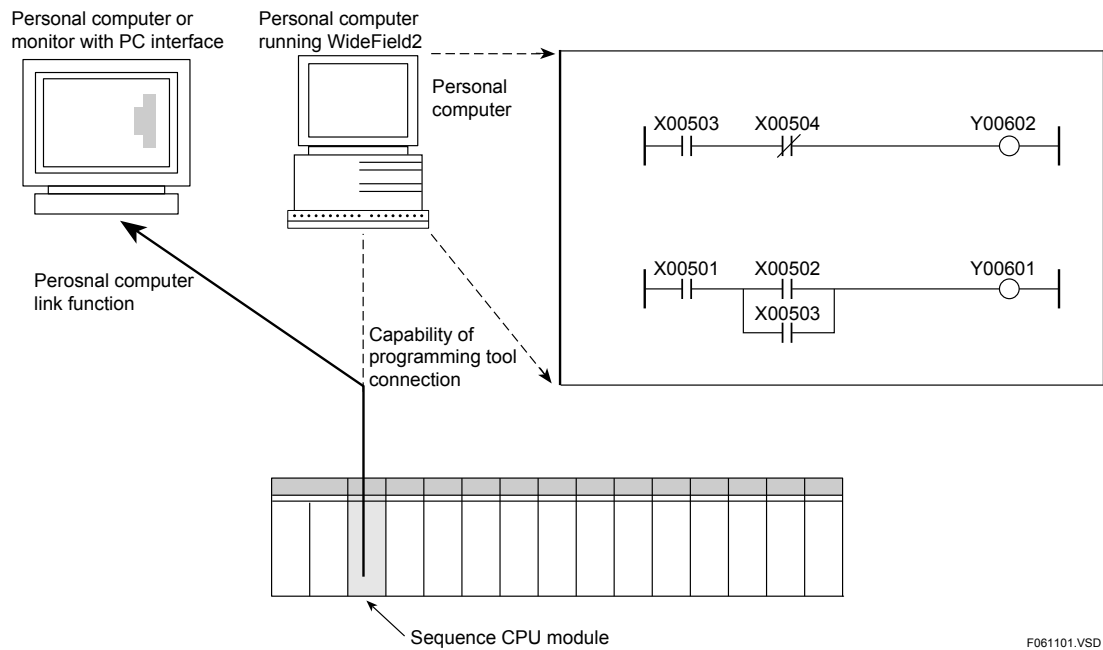 Personal computer or
monitor with PC interface
Personal computer
running WideField2
Personal
computer
X00503 X00504 Y00602
X00501 X00502 Y00601
X00503
Perosnal computer
link function
Capability of
programming tool
connection
Sequence CPU module
F061101.VSD